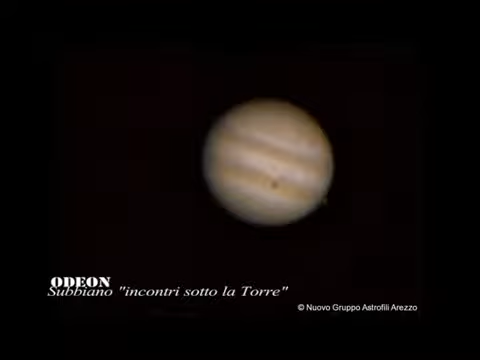 ODEON
Subbiano "incontri sotto la Torre"
© Nuovo Gruppo Astrofili Arezzo